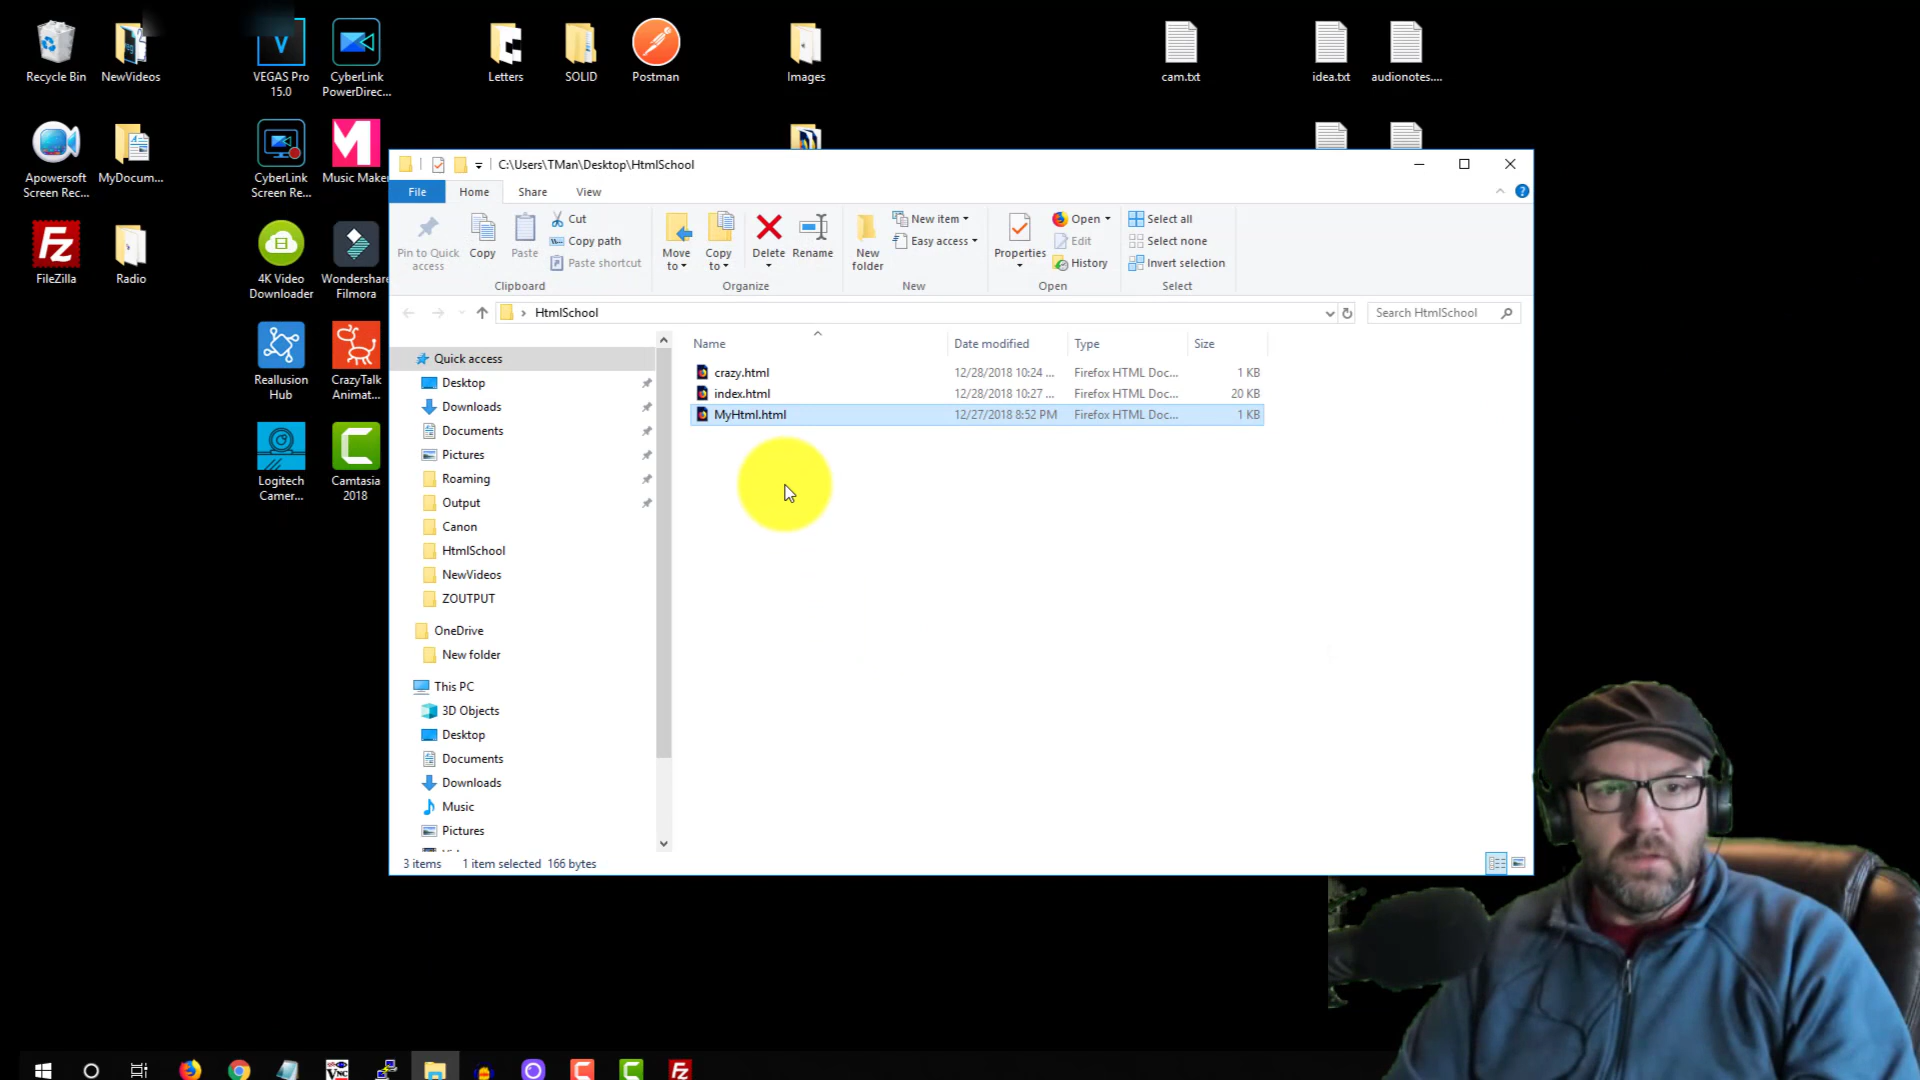 Recycle Bin
NewVideos
VEGAS Pro
15.0
CyberLink
PowerDirec...
Letters
SOLID
Postman
Images
cam.txt
idea.txt
audionotes....
Apowersoft
Screen Rec...
MyDocum...
CyberLink
Screen Re...
Music Make
FileZilla
Radio
4K Video
Downloader
Wondershare
Filmora
Reallusion
Hub
CrazyTalk
Animat...
Logitech
Camer...
Camtasia
2018
C:\Users\TMan\Desktop\HtmlSchool
File
Home
Share
View
Pin to Quick
access
Copy
Paste
Cut
Copy path
Paste shortcut
Clipboard
Move
to
Copy
to
Delete
Rename
Organize
New
folder
New item
Easy access
New
Properties
Open
Edit
History
Open
Select all
Select none
Invert selection
Select
HtmlSchool
Search HtmlSchool
Name
Date modified
Type
Size
crazy.html 12/28/2018 10:24 ... Firefox HTML Doc... 1 KB
index.html 12/28/2018 10:27 ... Firefox HTML Doc... 20 KB
MyHtml.html 12/27/2018 8:52 PM Firefox HTML Doc... 1 KB
Quick access
Desktop
Downloads
Documents
Pictures
Roaming
Output
Canon
HtmlSchool
NewVideos
ZOUTPUT
OneDrive
New folder
This PC
3D Objects
Desktop
Documents
Downloads
Music
Pictures
3 items 1 item selected 166 bytes